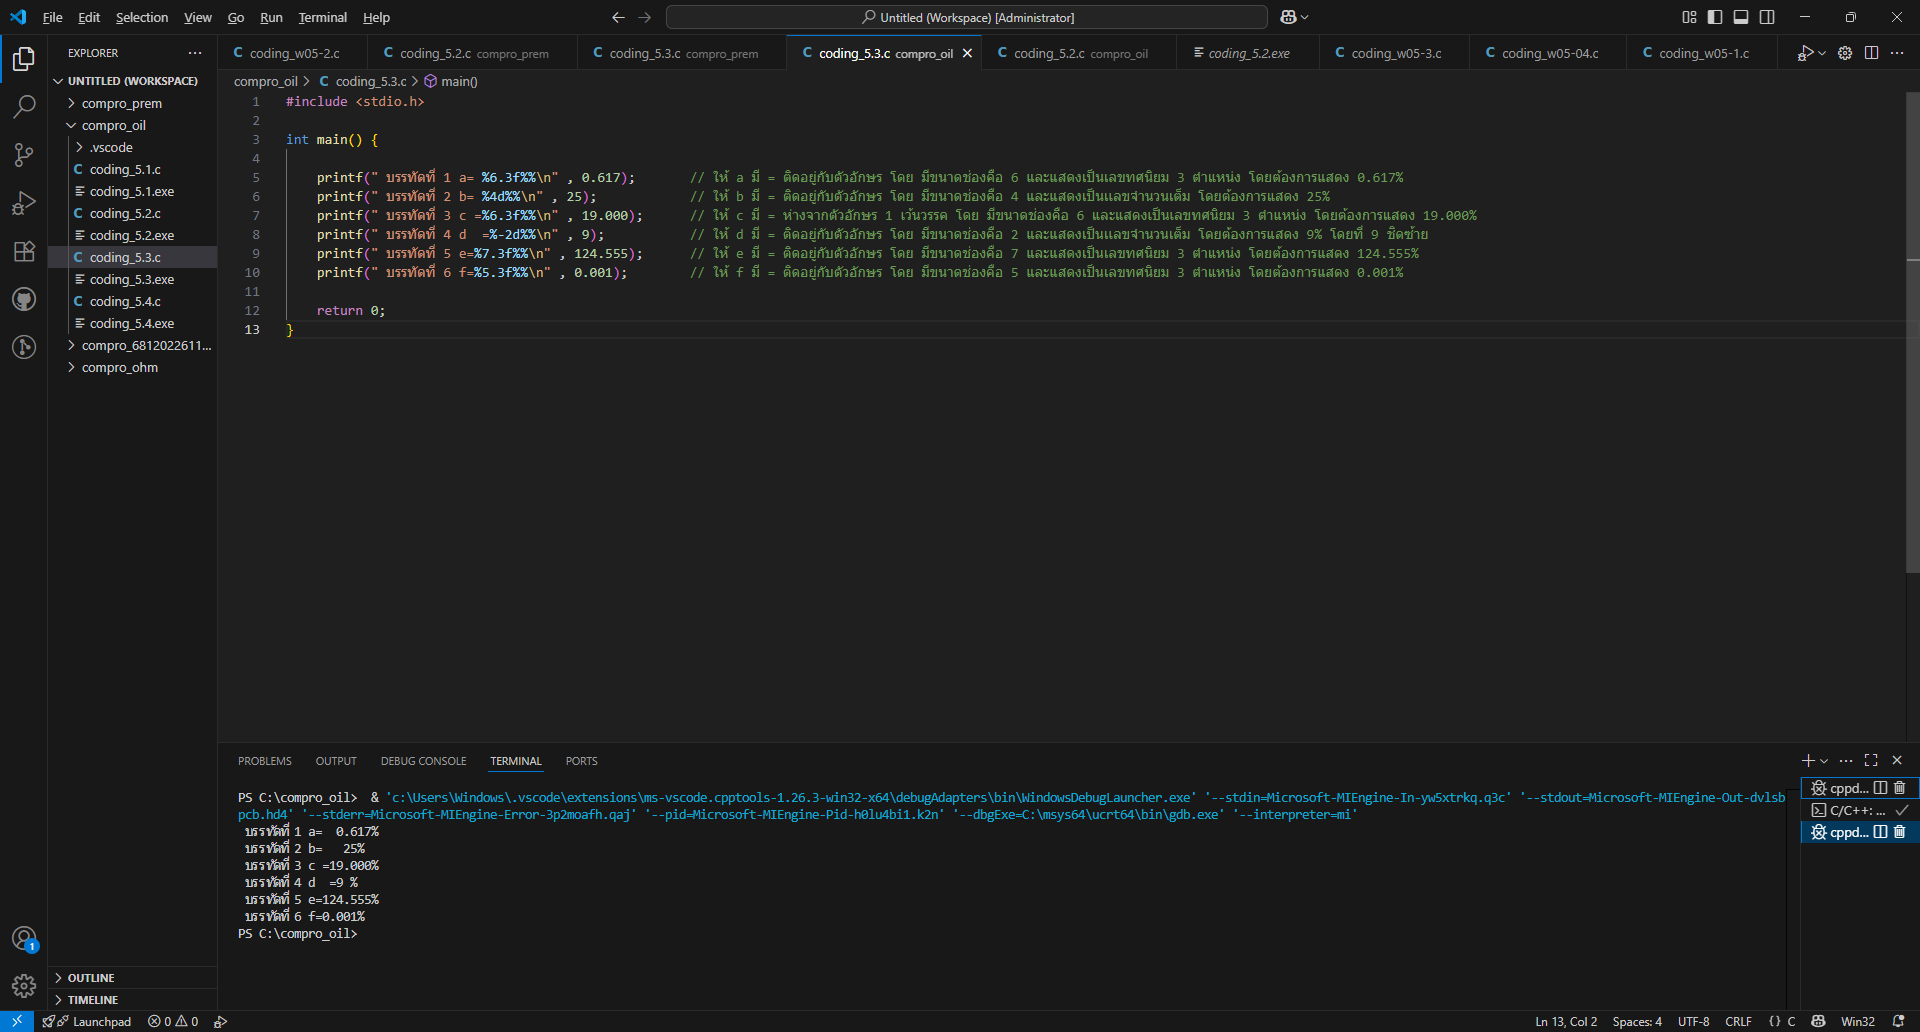 File Edit Selection View Go Run Terminal Help
Untitled (Workspace) [Administrator]
EXPLORER
UNTITLED (WORKSPACE)
compro_prem
compro_oil
.vscode
C coding_5.1.c
coding_5.1.exe
C coding_5.2.c
coding_5.2.exe
C coding_5.3.c
coding_5.3.exe
C coding_5.4.c
coding_5.4.exe
compro_6812022611...
compro_ohm
OUTLINE
TIMELINE
C coding_w05-2.c
C coding_5.2.c compro_prem
C coding_5.3.c compro_prem
C coding_5.3.c compro_oil
C coding_5.2.c compro_oil
coding_5.2.exe
C coding_w05-3.c
C coding_w05-04.c
C coding_w05-1.c
compro_oil > C coding_5.3.c > main()
1 #include <stdio.h>
2
3 int main() {
4
5 printf(" บรรทัดที่ 1 a= %6.3f%%\n" , 0.617); // ให้ a มี = ติดอยู่กับตัวอักษร โดย มีขนาดช่องคือ 6 และแสดงเป็นเลขทศนิยม 3 ตำแหน่ง โดยต้องการแสดง 0.617%
6 printf(" บรรทัดที่ 2 b= %4d%%\n" , 25); // ให้ b มี = ติดอยู่กับตัวอักษร โดย มีขนาดช่องคือ 4 และแสดงเป็นเเลขจำนวนเต็ม โดยต้องการแสดง 25%
7 printf(" บรรทัดที่ 3 c =%6.3f%%\n" , 19.000); // ให้ c มี = ห่างจากตัวอักษร 1 เว้นวรรค โดย มีขนาดช่องคือ 6 และแสดงเป็นเลขทศนิยม 3 ตำแหน่ง โดยต้องการแสดง 19.000%
8 printf(" บรรทัดที่ 4 d  =%-2d%%\n" , 9); // ให้ d มี = ติดอยู่กับตัวอักษร โดย มีขนาดช่องคือ 2 และแสดงเป็นเเลขจำนวนเต็ม โดยต้องการแสดง 9% โดยที่ 9 ชิดซ้าย
9 printf(" บรรทัดที่ 5 e=%7.3f%%\n" , 124.555); // ให้ e มี = ติดอยู่กับตัวอักษร โดย มีขนาดช่องคือ 7 และแสดงเป็นเลขทศนิยม 3 ตำแหน่ง โดยต้องการแสดง 124.555%
10 printf(" บรรทัดที่ 6 f=%5.3f%%\n" , 0.001); // ให้ f มี = ติดอยู่กับตัวอักษร โดย มีขนาดช่องคือ 5 และแสดงเป็นเลขทศนิยม 3 ตำแหน่ง โดยต้องการแสดง 0.001%
11
12 return 0;
13 }
PROBLEMS OUTPUT DEBUG CONSOLE TERMINAL PORTS
PS C:\compro_oil>  & 'c:\Users\Windows\.vscode\extensions\ms-vscode.cpptools-1.26.3-win32-x64\debugAdapters\bin\WindowsDebugLauncher.exe' '--stdin=Microsoft-MIEngine-In-yw5xtrkq.q3c' '--stdout=Microsoft-MIEngine-Out-dvlsb
pcb.hd4' '--stderr=Microsoft-MIEngine-Error-3p2moafh.qaj' '--pid=Microsoft-MIEngine-Pid-h0lu4bi1.k2n' '--dbgExe=C:\msys64\ucrt64\bin\gdb.exe' '--interpreter=mi'
บรรทัดที่ 1 a=  0.617%
บรรทัดที่ 2 b=   25%
บรรทัดที่ 3 c =19.000%
บรรทัดที่ 4 d  =9 %
บรรทัดที่ 5 e=124.555%
บรรทัดที่ 6 f=0.001%
PS C:\compro_oil>
cppd...
C/C++: ...
cppd...
1
Launchpad 0 0
Ln 13, Col 2 Spaces: 4 UTF-8 CRLF {} C Win32